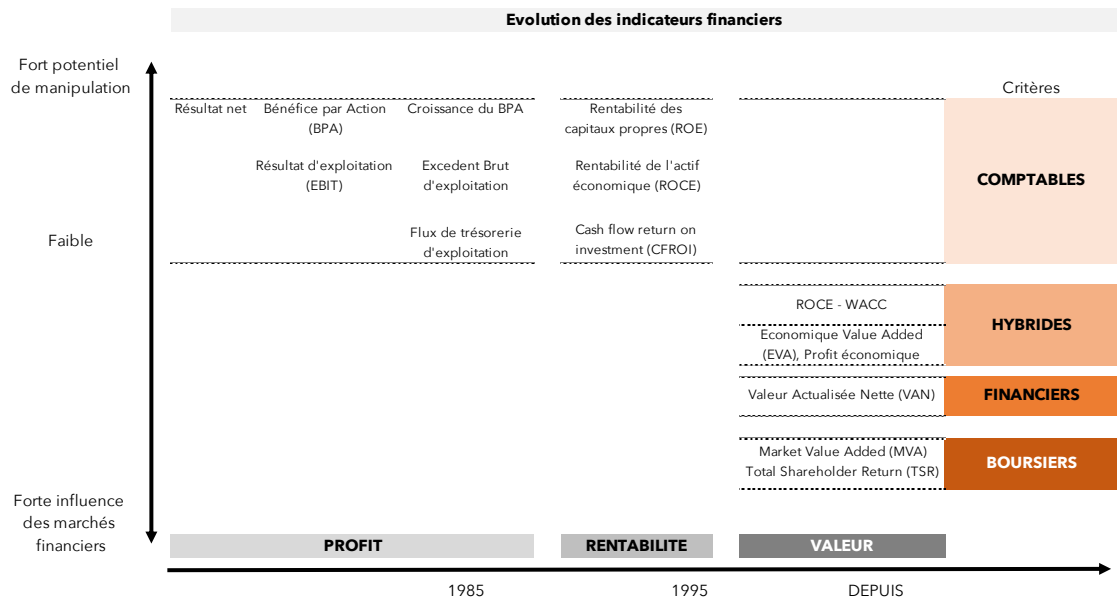 Evolution des indicateurs financiers
Fort potentiel
de manipulation
Critères
Résultat net
Bénéfice par Action
(BPA)
Croissance du BPA
Rentabilité des
capitaux propres (ROE)
Résultat d'exploitation
(EBIT)
Excedent Brut
d'exploitation
Rentabilité de l'actif
économique (ROCE)
COMPTABLES
Faible
Flux de trésorerie
d'exploitation
Cash flow return on
investment (CFROI)
ROCE - WACC
Economique Value Added
(EVA), Profit économique
HYBRIDES
Valeur Actualisée Nette (VAN)
FINANCIERS
Market Value Added (MVA)
Total Shareholder Return (TSR)
BOURSIERS
Forte influence
des marchés
financiers
PROFIT
RENTABILITE
VALEUR
1985
1995
DEPUIS